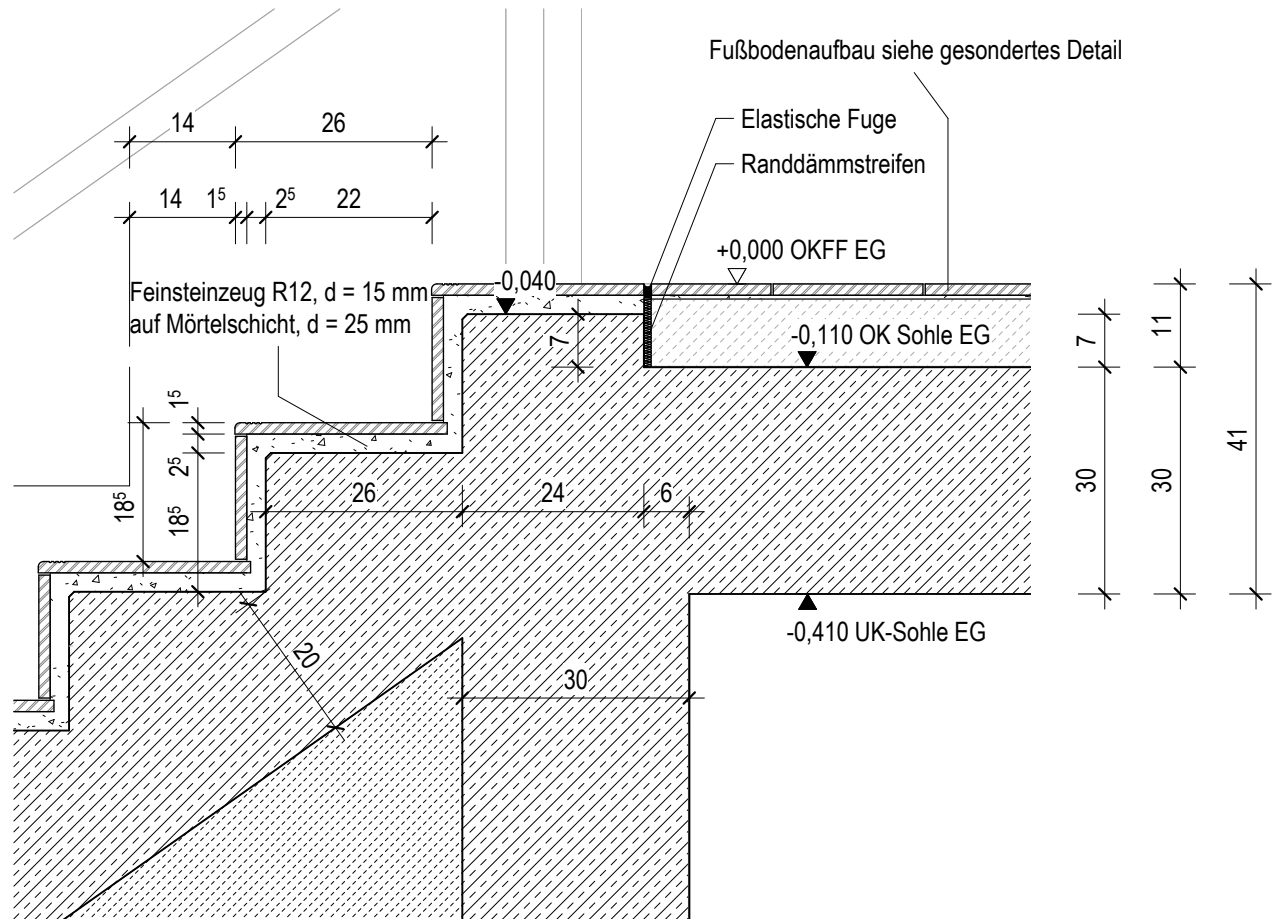 Fußbodenaufbau siehe gesondertes Detail
14
26
Elastische Fuge
Randdämmstreifen
14
1⁵
2⁵
22
+0,000 OKFF EG
-0,040
Feinsteinzeug R12, d = 15 mm
auf Mörtelschicht, d = 25 mm
7
-0,110 OK Sohle EG
7
11
1⁵
2⁵
18⁵
18⁵
26
24
6
30
30
41
-0,410 UK-Sohle EG
20
30